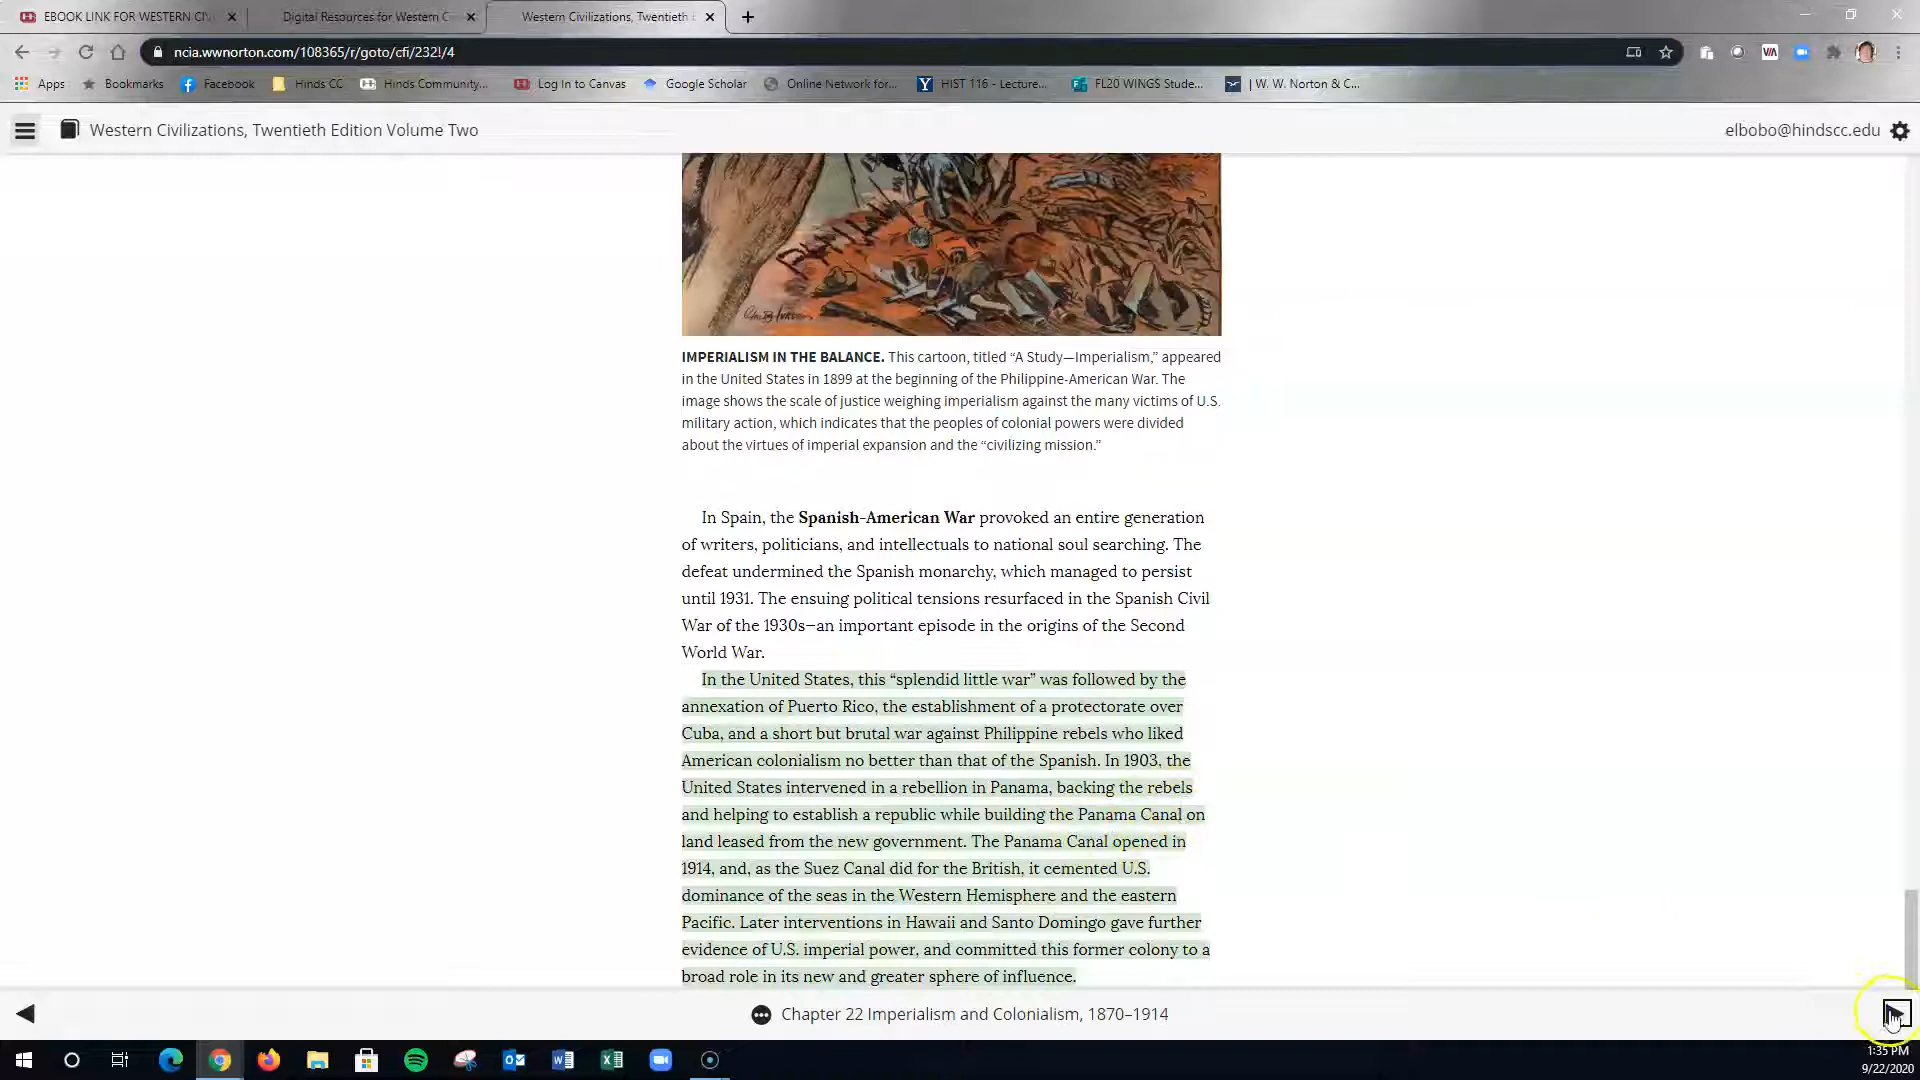 EBOOK LINK FOR WESTERN CIV
Digital Resources for Western C
Western Civilizations, Twentieth E
ncia.wwnorton.com/108365/r/goto/cfi/232!/4
Apps
Bookmarks
Facebook
Hinds CC
Hinds Community...
Log In to Canvas
Google Scholar
Online Network for...
HIST 116 - Lecture...
FL20 WINGS Stude...
| W. W. Norton & C...
Western Civilizations, Twentieth Edition Volume Two
elbobo@hindscc.edu
IMPERIALISM IN THE BALANCE. This cartoon, titled “A Study—Imperialism,” appeared
in the United States in 1899 at the beginning of the Philippine-American War. The
image shows the scale of justice weighing imperialism against the many victims of U.S.
military action, which indicates that the peoples of colonial powers were divided
about the virtues of imperial expansion and the “civilizing mission.”
In Spain, the Spanish-American War provoked an entire generation
of writers, politicians, and intellectuals to national soul searching. The
defeat undermined the Spanish monarchy, which managed to persist
until 1931. The ensuing political tensions resurfaced in the Spanish Civil
War of the 1930s—an important episode in the origins of the Second
World War.
In the United States, this “splendid little war” was followed by the
annexation of Puerto Rico, the establishment of a protectorate over
Cuba, and a short but brutal war against Philippine rebels who liked
American colonialism no better than that of the Spanish. In 1903, the
United States intervened in a rebellion in Panama, backing the rebels
and helping to establish a republic while building the Panama Canal on
land leased from the new government. The Panama Canal opened in
1914, and, as the Suez Canal did for the British, it cemented U.S.
dominance of the seas in the Western Hemisphere and the eastern
Pacific. Later interventions in Hawaii and Santo Domingo gave further
evidence of U.S. imperial power, and committed this former colony to a
broad role in its new and greater sphere of influence.
Chapter 22 Imperialism and Colonialism, 1870–1914
1:35 PM
9/22/2020